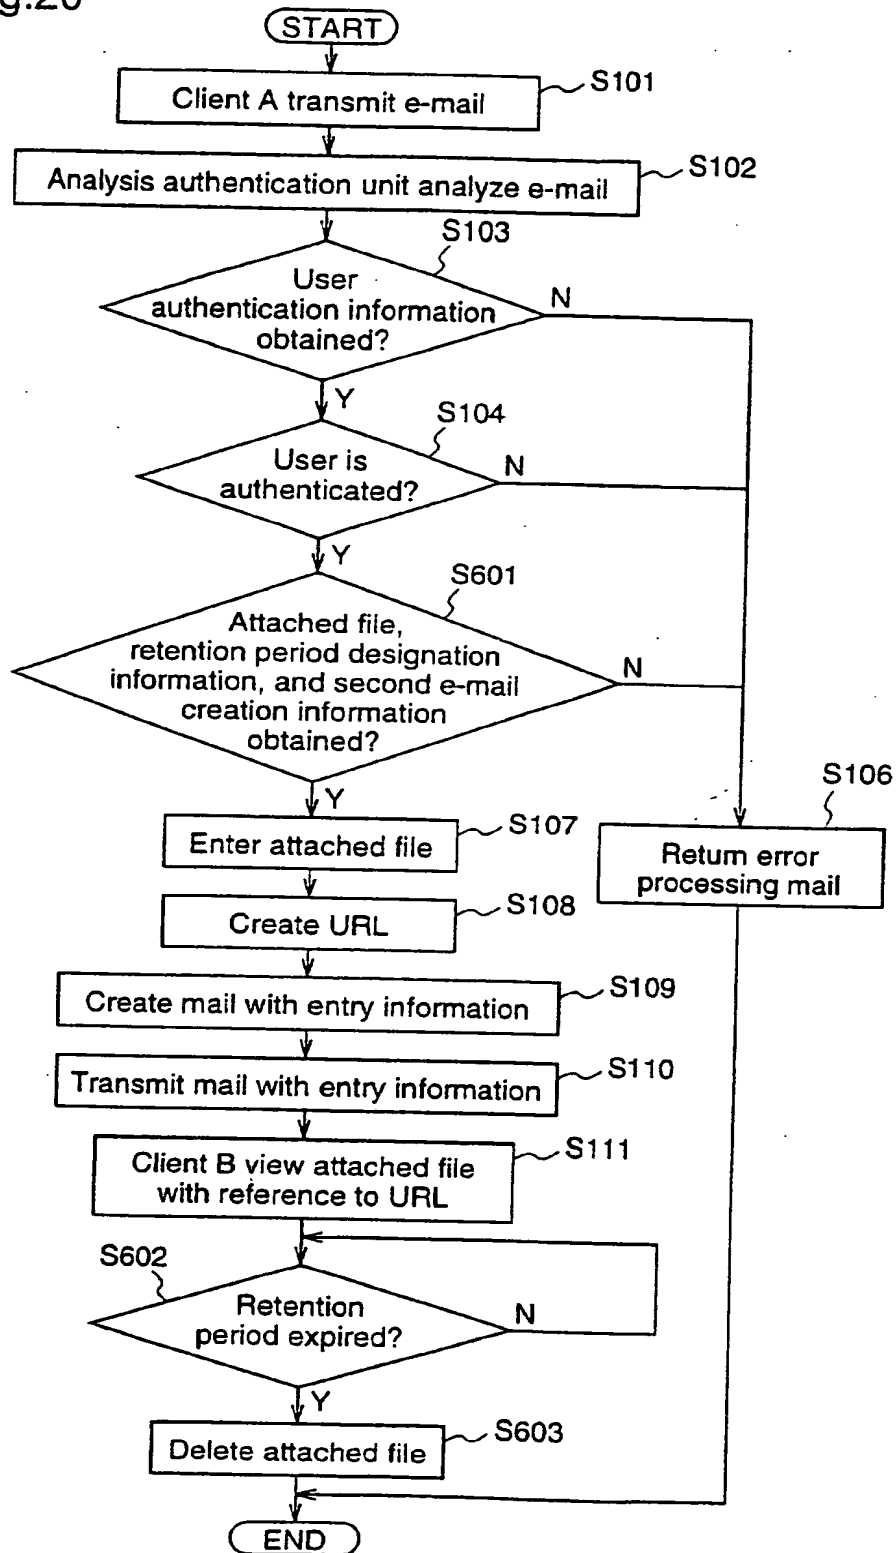 START
Client A transmit e-mail
S101
Analysis authentication unit analyze e-mail
S102
S103
User
authentication information
obtained?
N
Y
S104
User is
authenticated?
N
Y
S601
Attached file,
retention period designation
information, and second e-mail
creation information
obtained?
N
Y
S106
Return error
processing mail
Enter attached file
S107
Create URL
S108
Create mail with entry information
S109
Transmit mail with entry information
S110
Client B view attached file
with reference to URL
S111
S602
Retention
period expired?
N
Y
Delete attached file
S603
END